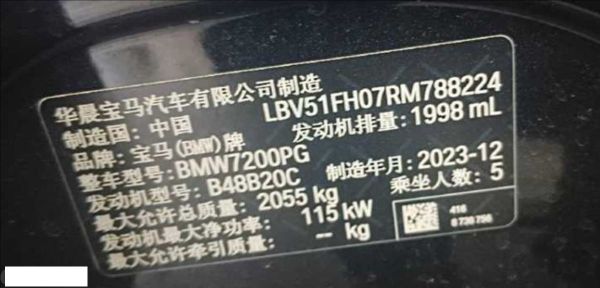 华晨宝马汽车有限公司制造
LBV51FH07RM788224
制造国: 中国
发动机排量: 1998 mL
品牌: 宝马(BMW)牌
整车型号: BMW7200PG
制造年月: 2023-12
发动机型号: B48B20C
乘坐人数: 5
最大允许总质量: 2055 kg
发动机最大净功率: 115 kW
最大允许牵引质量: -- kg
416
6 736 756